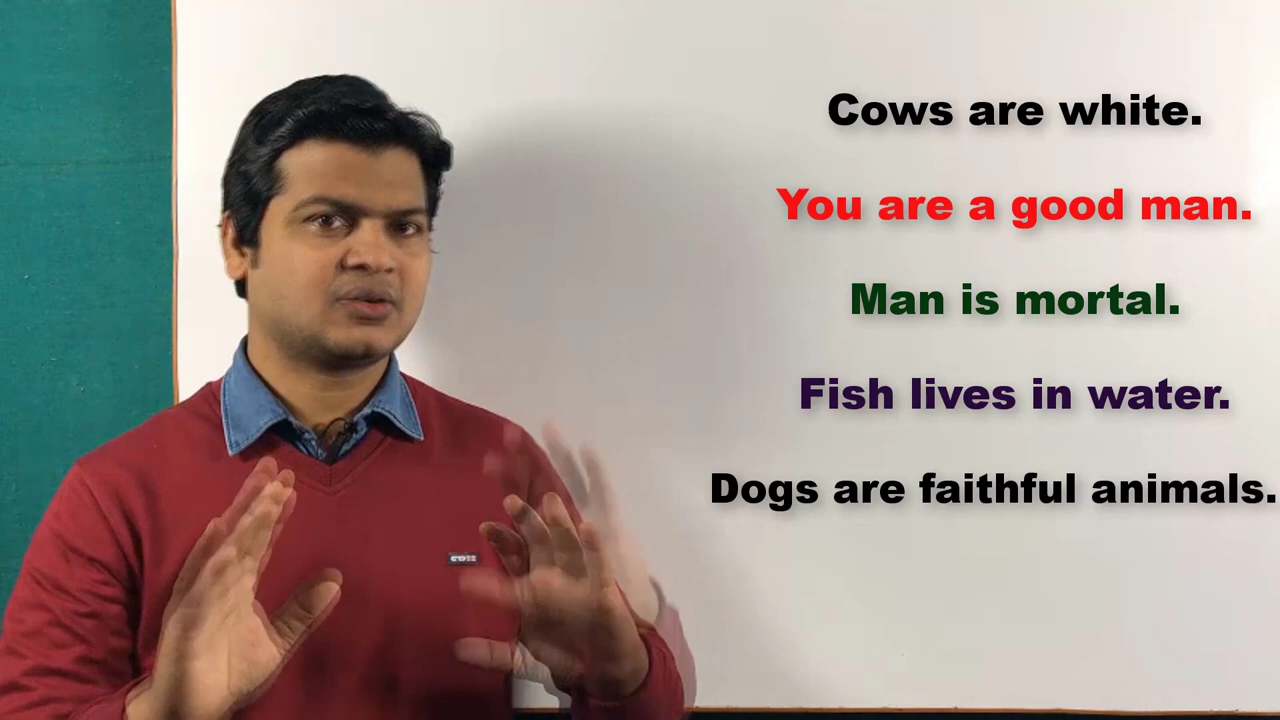 Cows are white.
You are a good man.
Man is mortal.
Fish lives in water.
Dogs are faithful animals.